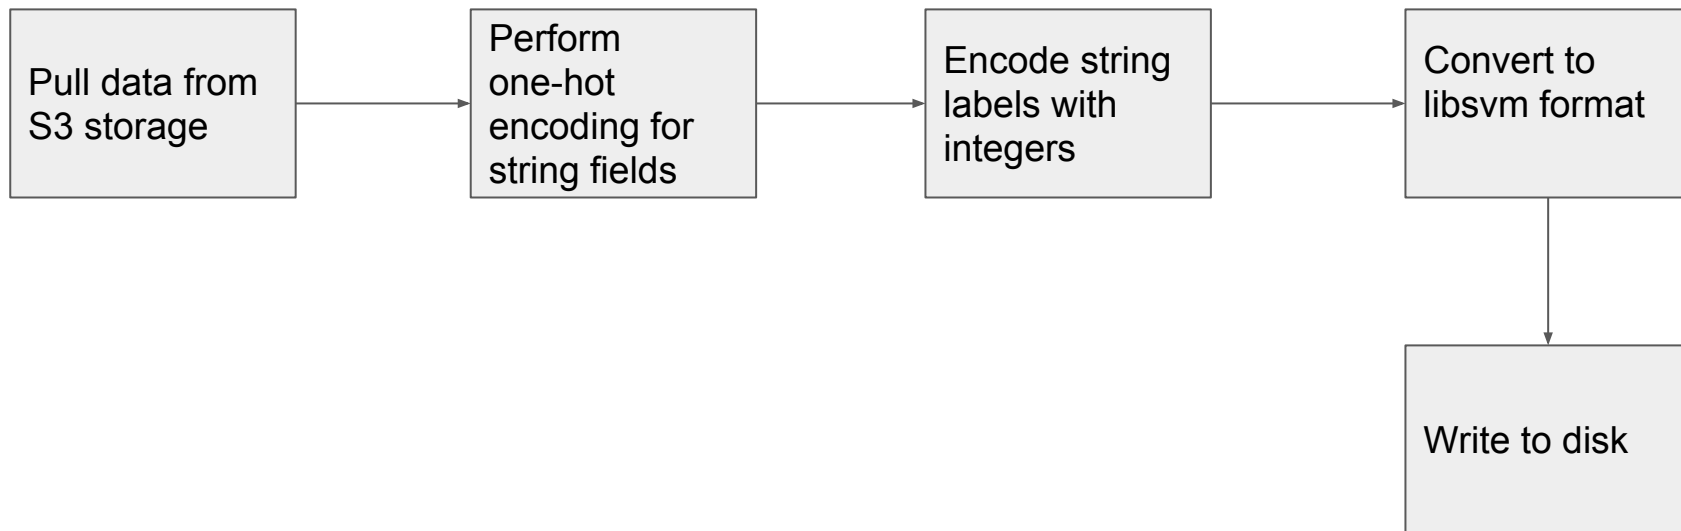 Pull data from
S3 storage
Perform
one-hot
encoding for
string fields
Encode string
labels with
integers
Convert to
libsvm format
Write to disk